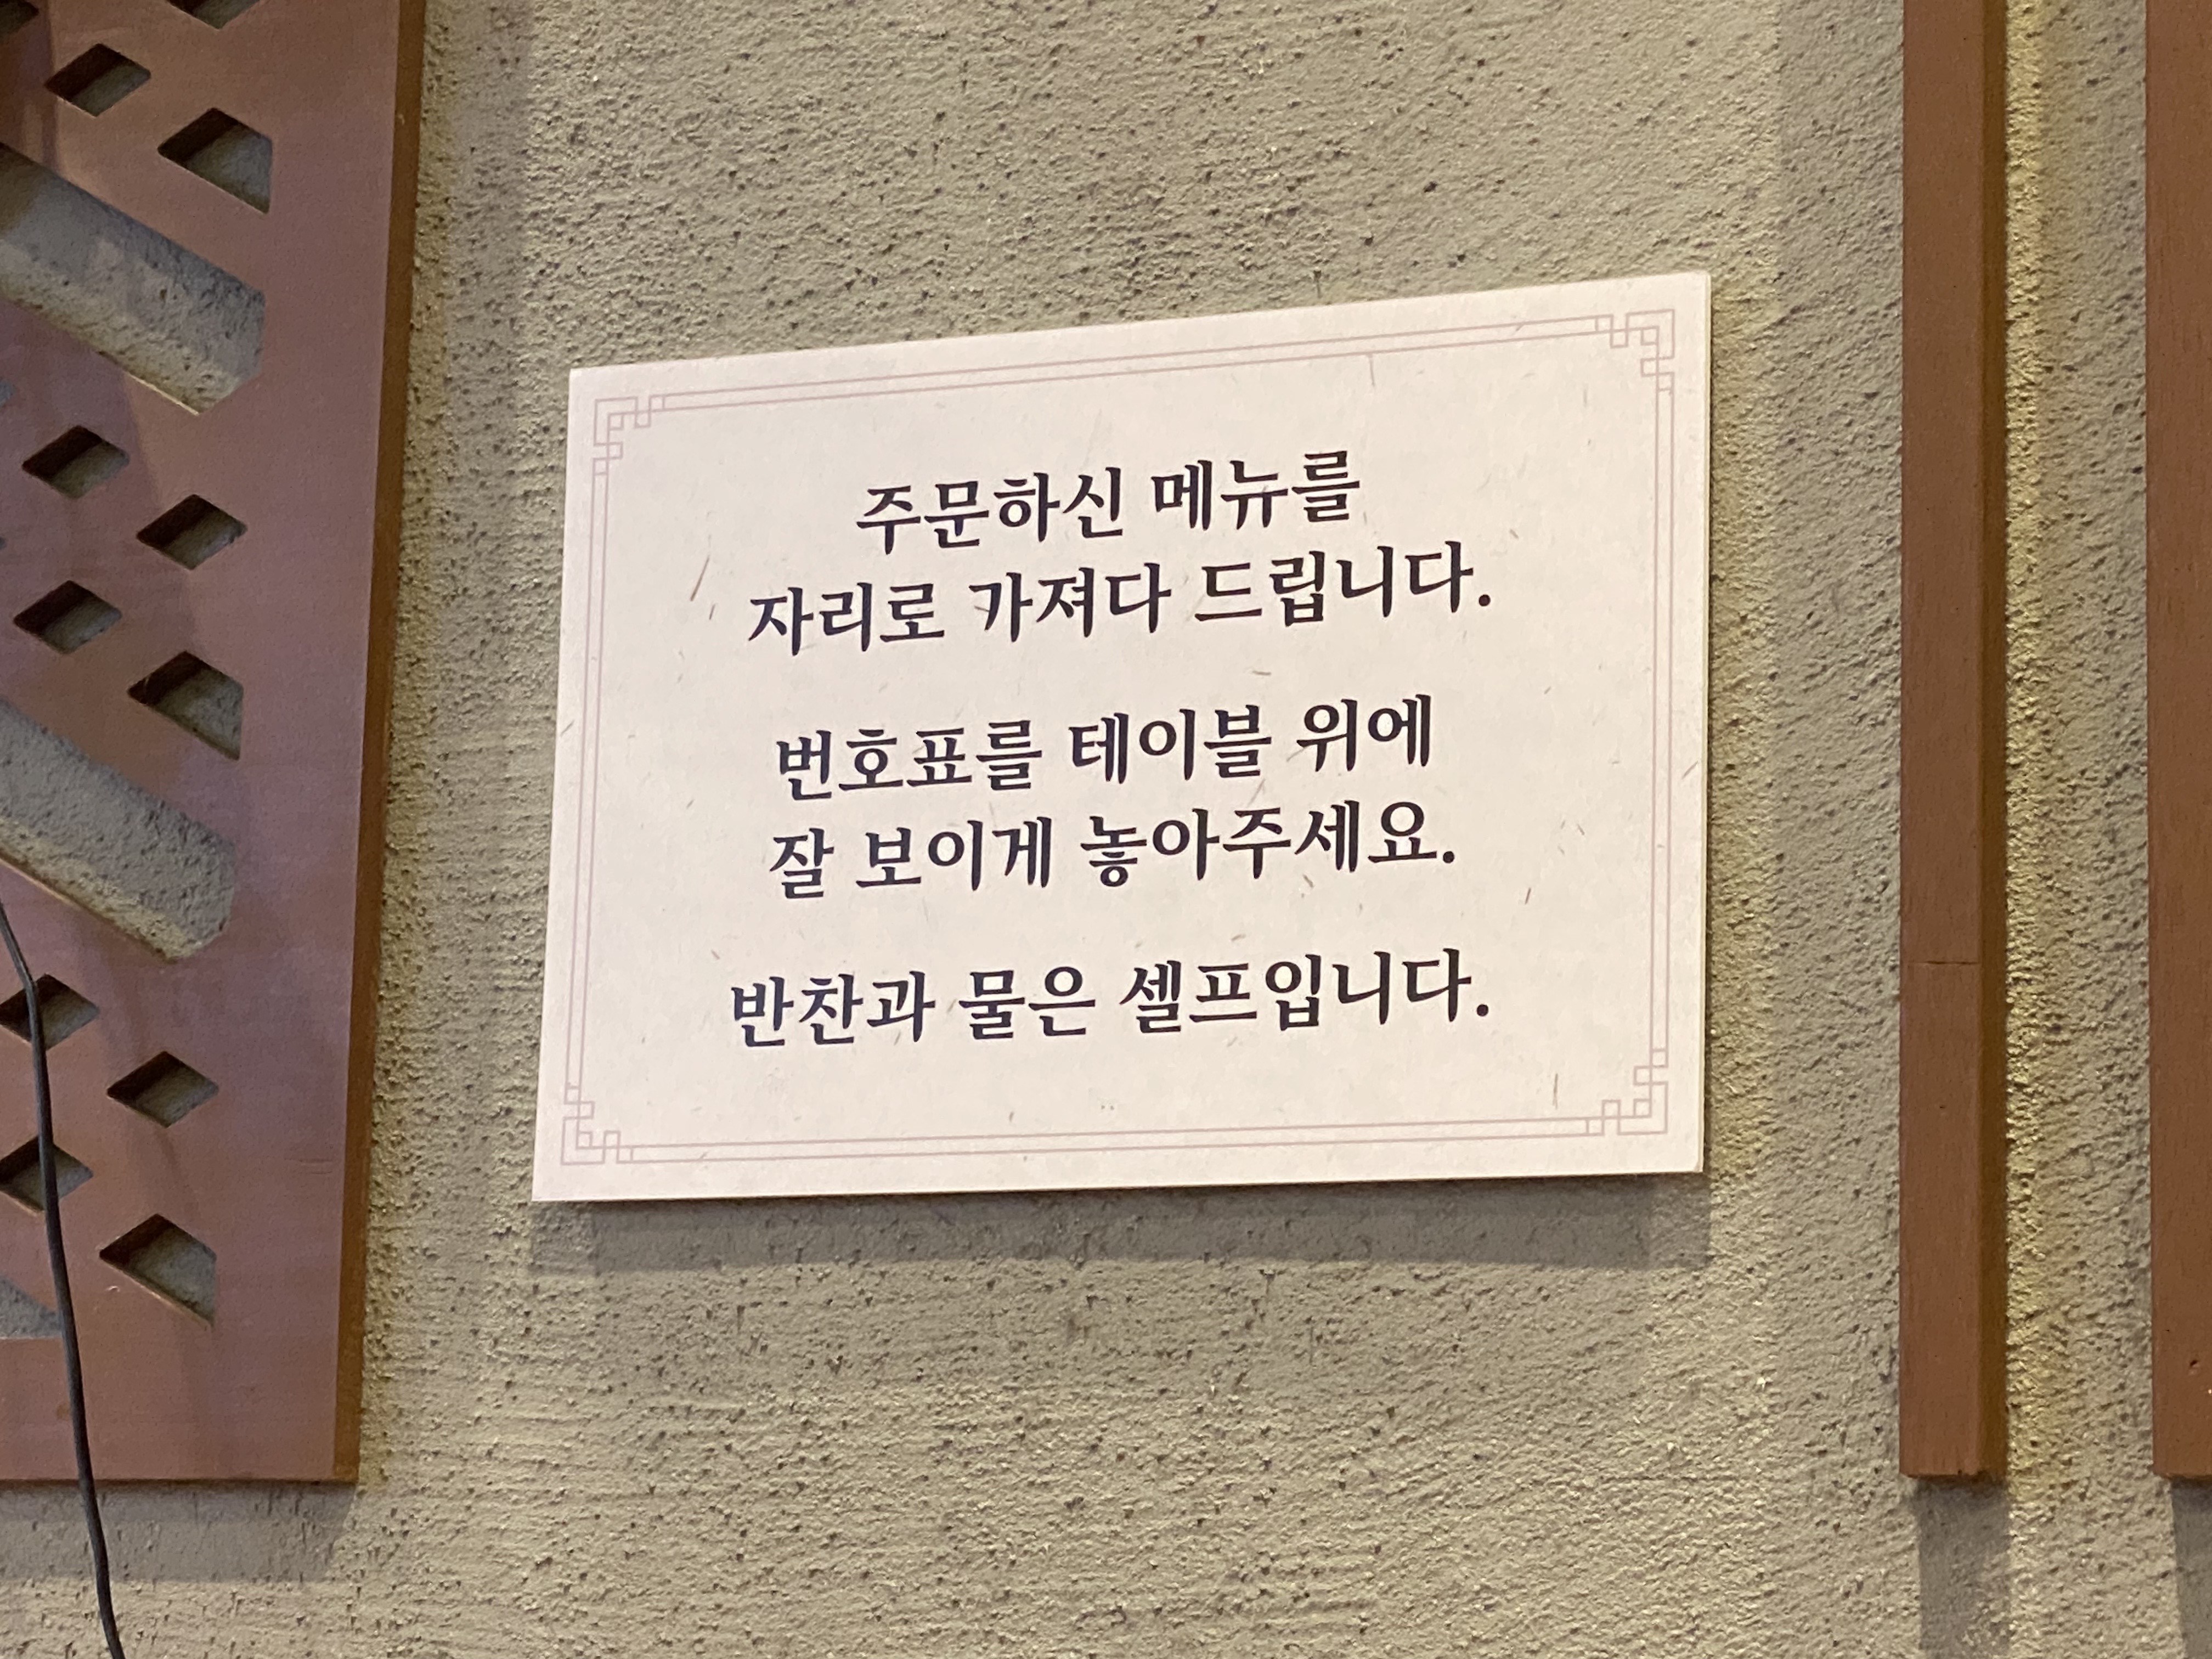 주문하신 메뉴를
자리로 가져다 드립니다.
번호표를 테이블 위에
잘 보이게 놓아주세요.
반찬과 물은 셀프입니다.